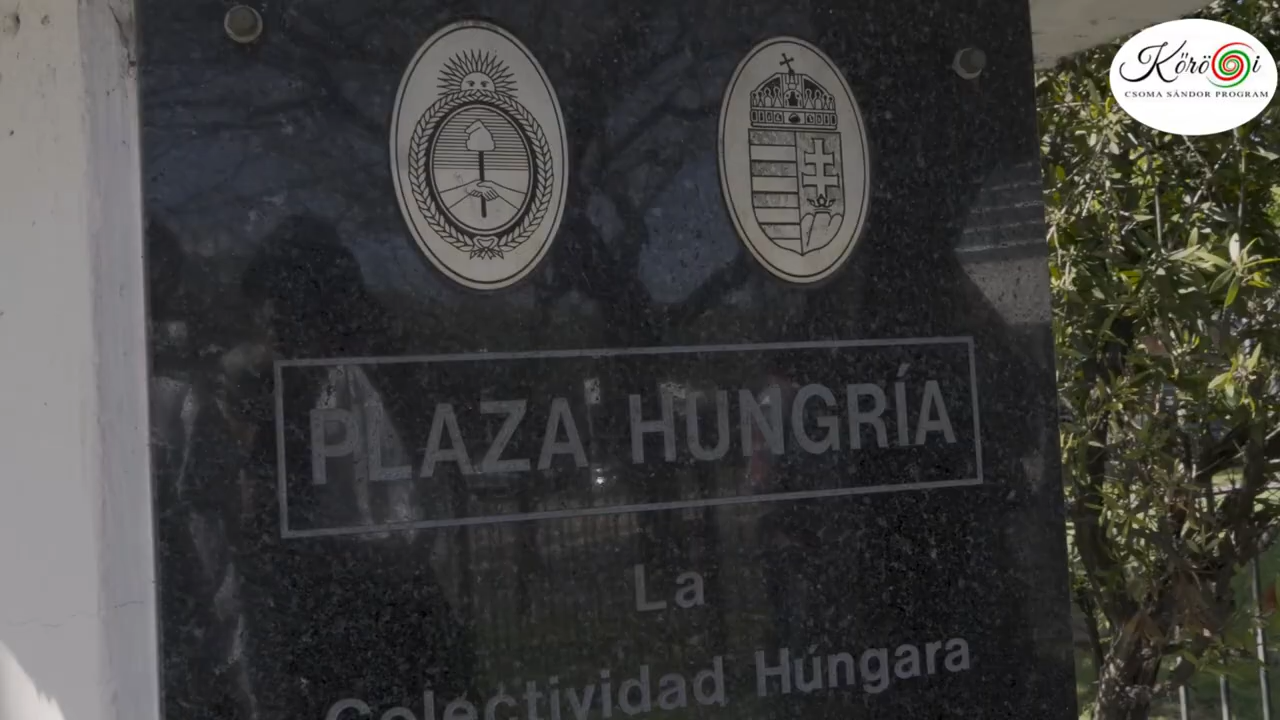 Kőrösi
CSOMA SÁNDOR PROGRAM
PLAZA HUNGRÍA
La
Colectividad Húngara